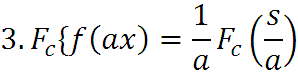 3. F_c{f(ax) = \frac{1}{a} F_c \left(\frac{s}{a}\right)